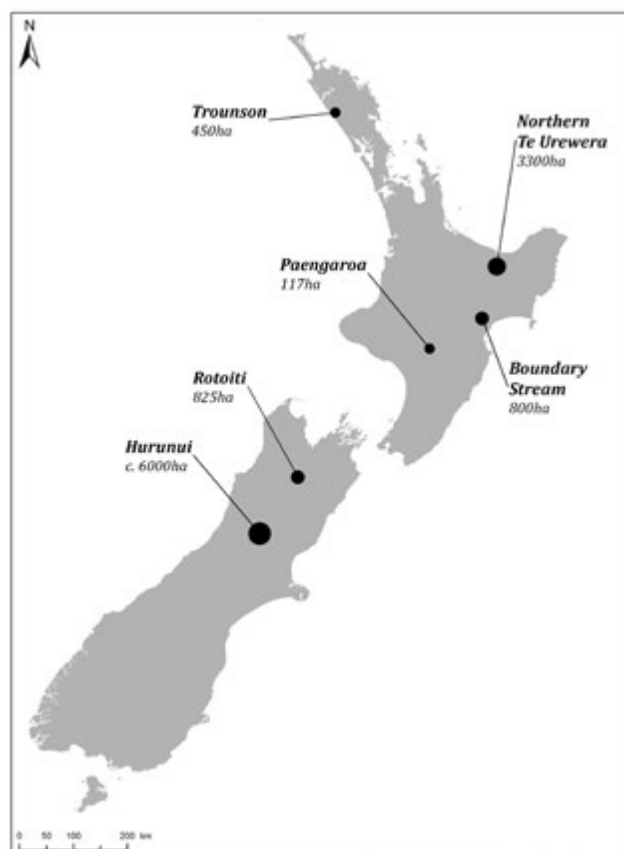 N
Trounson
450ha
Northern
Te Urewera
3300ha
Paengaroa
117ha
Boundary
Stream
800ha
Rotoiti
825ha
Hurunui
c. 6000ha
0 50 100 200 km